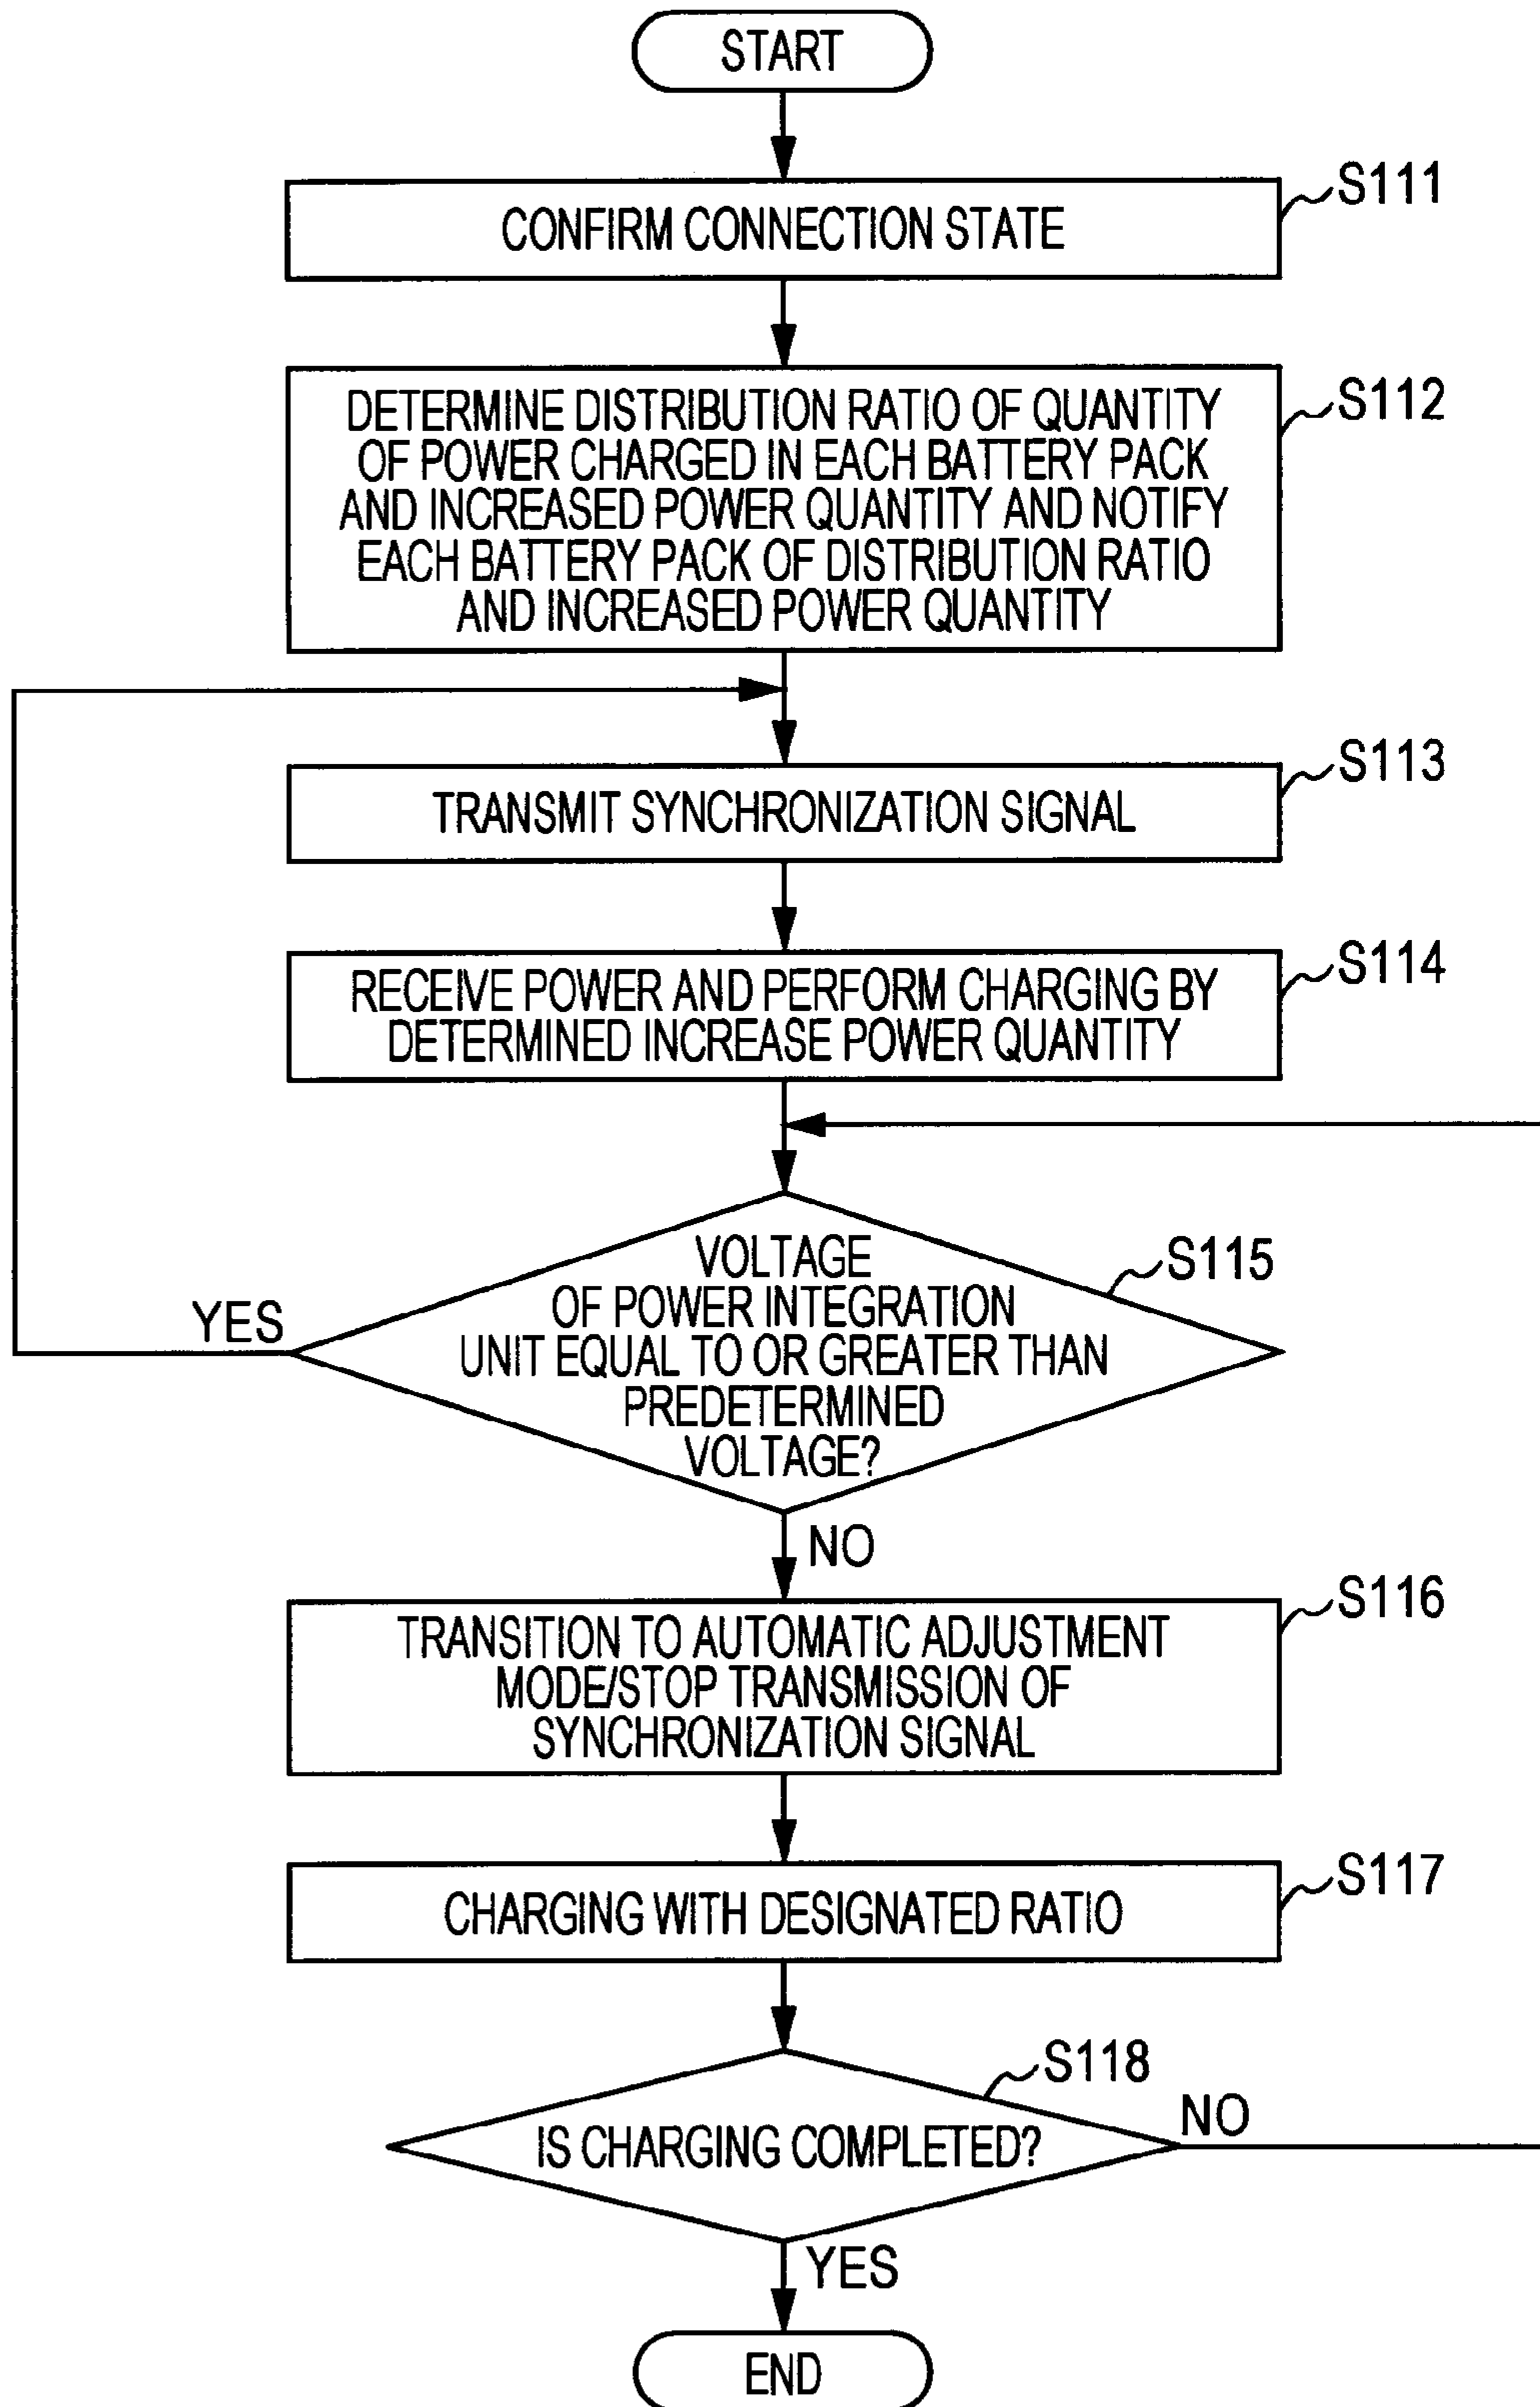 START
S111
CONFIRM CONNECTION STATE
S112
DETERMINE DISTRIBUTION RATIO OF QUANTITY
OF POWER CHARGED IN EACH BATTERY PACK
AND INCREASED POWER QUANTITY AND NOTIFY
EACH BATTERY PACK OF DISTRIBUTION RATIO
AND INCREASED POWER QUANTITY
S113
TRANSMIT SYNCHRONIZATION SIGNAL
S114
RECEIVE POWER AND PERFORM CHARGING BY
DETERMINED INCREASE POWER QUANTITY
S115
VOLTAGE
OF POWER INTEGRATION
UNIT EQUAL TO OR GREATER THAN
PREDETERMINED
VOLTAGE?
YES
NO
S116
TRANSITION TO AUTOMATIC ADJUSTMENT
MODE/STOP TRANSMISSION OF
SYNCHRONIZATION SIGNAL
S117
CHARGING WITH DESIGNATED RATIO
S118
IS CHARGING COMPLETED?
NO
YES
END